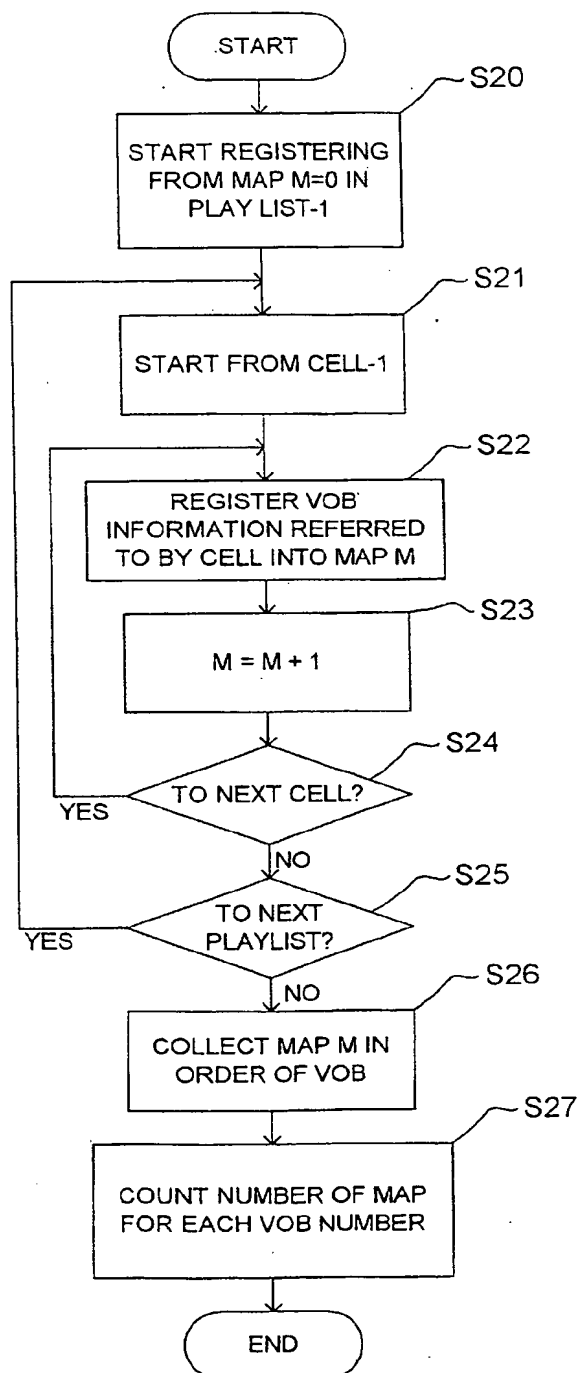 START
S20
START REGISTERING
FROM MAP M=0 IN
PLAY LIST-1
S21
START FROM CELL-1
S22
REGISTER VOB
INFORMATION REFERRED
TO BY CELL INTO MAP M
S23
M = M + 1
S24
TO NEXT CELL?
YES
NO
S25
TO NEXT
PLAYLIST?
YES
NO
S26
COLLECT MAP M IN
ORDER OF VOB
S27
COUNT NUMBER OF MAP
FOR EACH VOB NUMBER
END